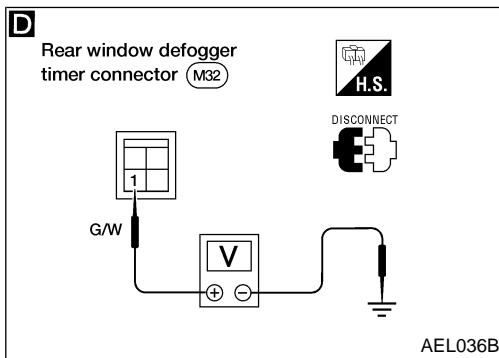 D
Rear window defogger
timer connector M32
H.S.
DISCONNECT
1
G/W
V
+ −
AEL036B